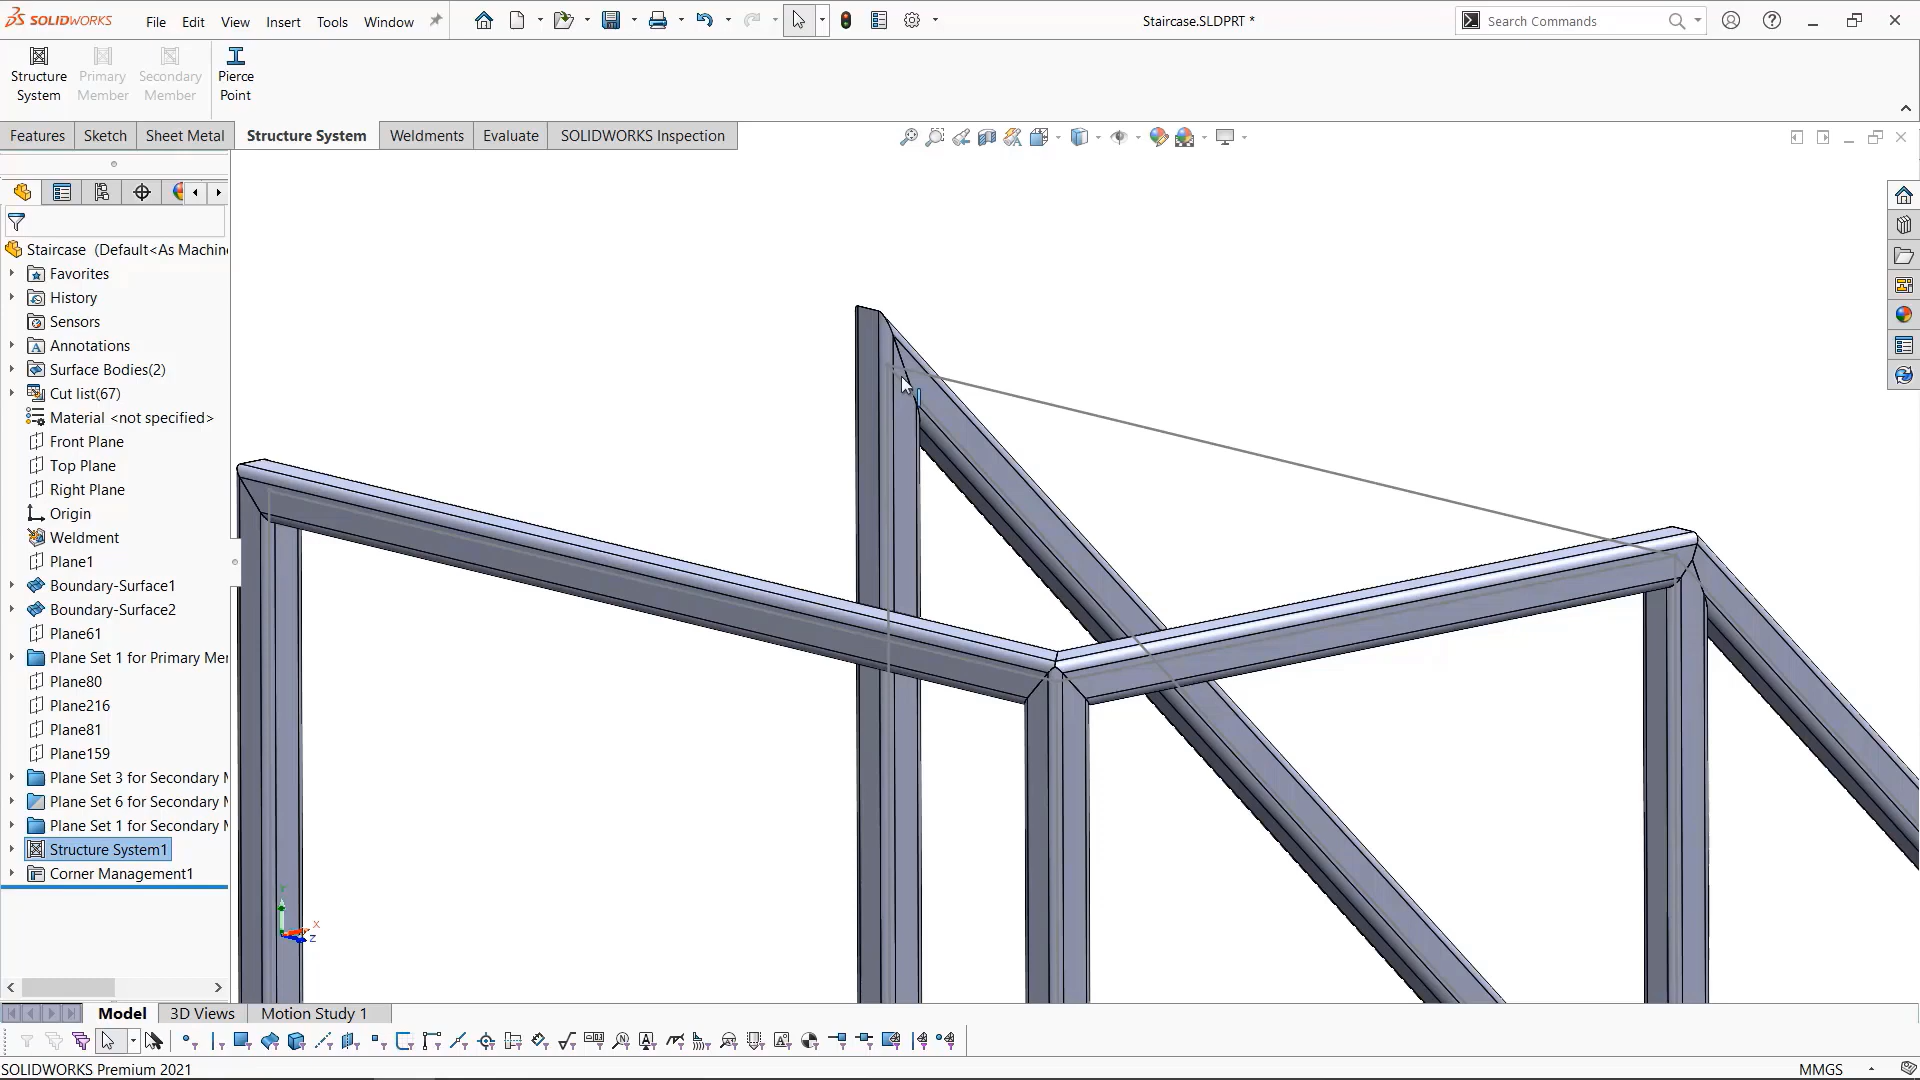 SOLIDWORKS
File Edit View Insert Tools Window
Staircase.SLDPRT *
Search Commands
Structure System
Primary Member
Secondary Member
Pierce Point
Features Sketch Sheet Metal Structure System Weldments Evaluate SOLIDWORKS Inspection
Staircase (Default<As Machin
Favorites
History
Sensors
Annotations
Surface Bodies(2)
Cut list(67)
Material <not specified>
Front Plane
Top Plane
Right Plane
Origin
Weldment
Plane1
Boundary-Surface1
Boundary-Surface2
Plane61
Plane Set 1 for Primary Mer
Plane80
Plane216
Plane81
Plane159
Plane Set 3 for Secondary M
Plane Set 6 for Secondary M
Plane Set 1 for Secondary M
Structure System1
Corner Management1
Y
X
Z
Model 3D Views Motion Study 1
SOLIDWORKS Premium 2021
MMGS